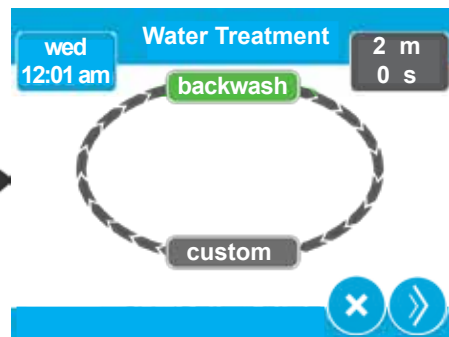 wed
12:01 am
Water Treatment
2 m
0 s
backwash
custom